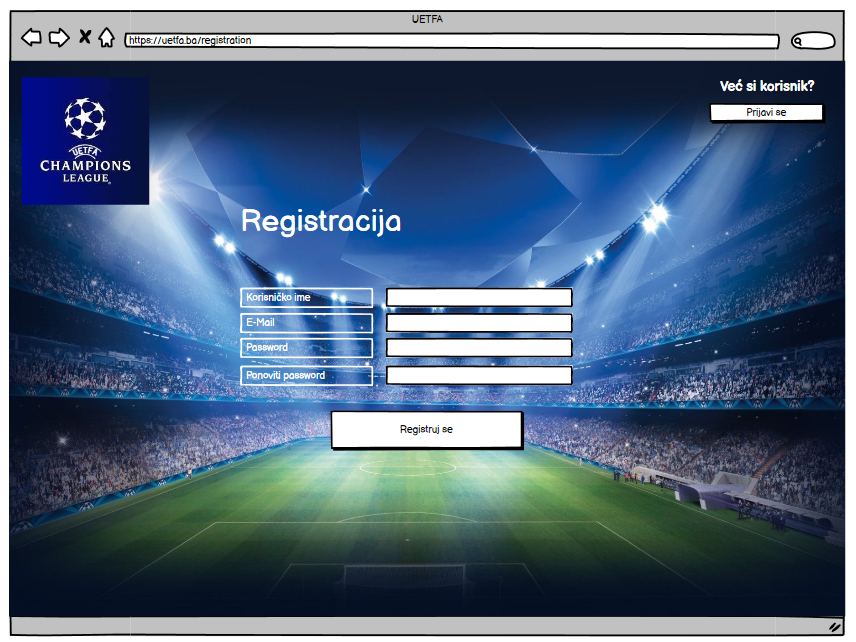 UETFA
https://uetfa.ba/registration
Već si korisnik?
Prijavi se
UETFA
CHAMPIONS
LEAGUE
Registracija
Korisničko ime
E-Mail
Password
Ponoviti password
Registruj se